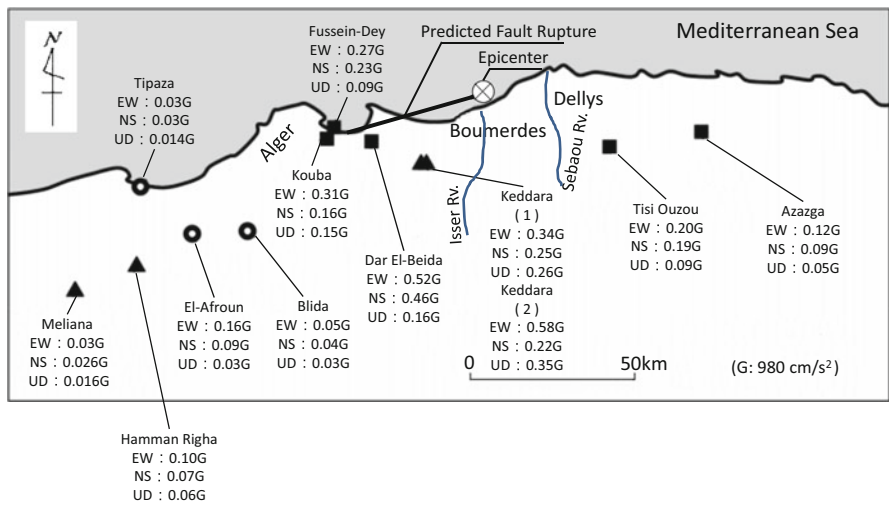 N
Mediterranean Sea
Fussein-Dey
EW : 0.27G
NS : 0.23G
UD : 0.09G
Predicted Fault Rupture
Epicenter
Tipaza
EW : 0.03G
NS : 0.03G
UD : 0.014G
Alger
Boumerdes
Dellys
Sebaou Rv.
Isser Rv.
Kouba
EW : 0.31G
NS : 0.16G
UD : 0.15G
Dar El-Beida
EW : 0.52G
NS : 0.46G
UD : 0.16G
Keddara
( 1 )
EW : 0.34G
NS : 0.25G
UD : 0.26G
Keddara
( 2 )
EW : 0.58G
NS : 0.22G
UD : 0.35G
Tisi Ouzou
EW : 0.20G
NS : 0.19G
UD : 0.09G
Azazga
EW : 0.12G
NS : 0.09G
UD : 0.05G
Meliana
EW : 0.03G
NS : 0.026G
UD : 0.016G
El-Afroun
EW : 0.16G
NS : 0.09G
UD : 0.03G
Blida
EW : 0.05G
NS : 0.04G
UD : 0.03G
0 50km
(G: 980 cm/s²)
Hamman Righa
EW : 0.10G
NS : 0.07G
UD : 0.06G